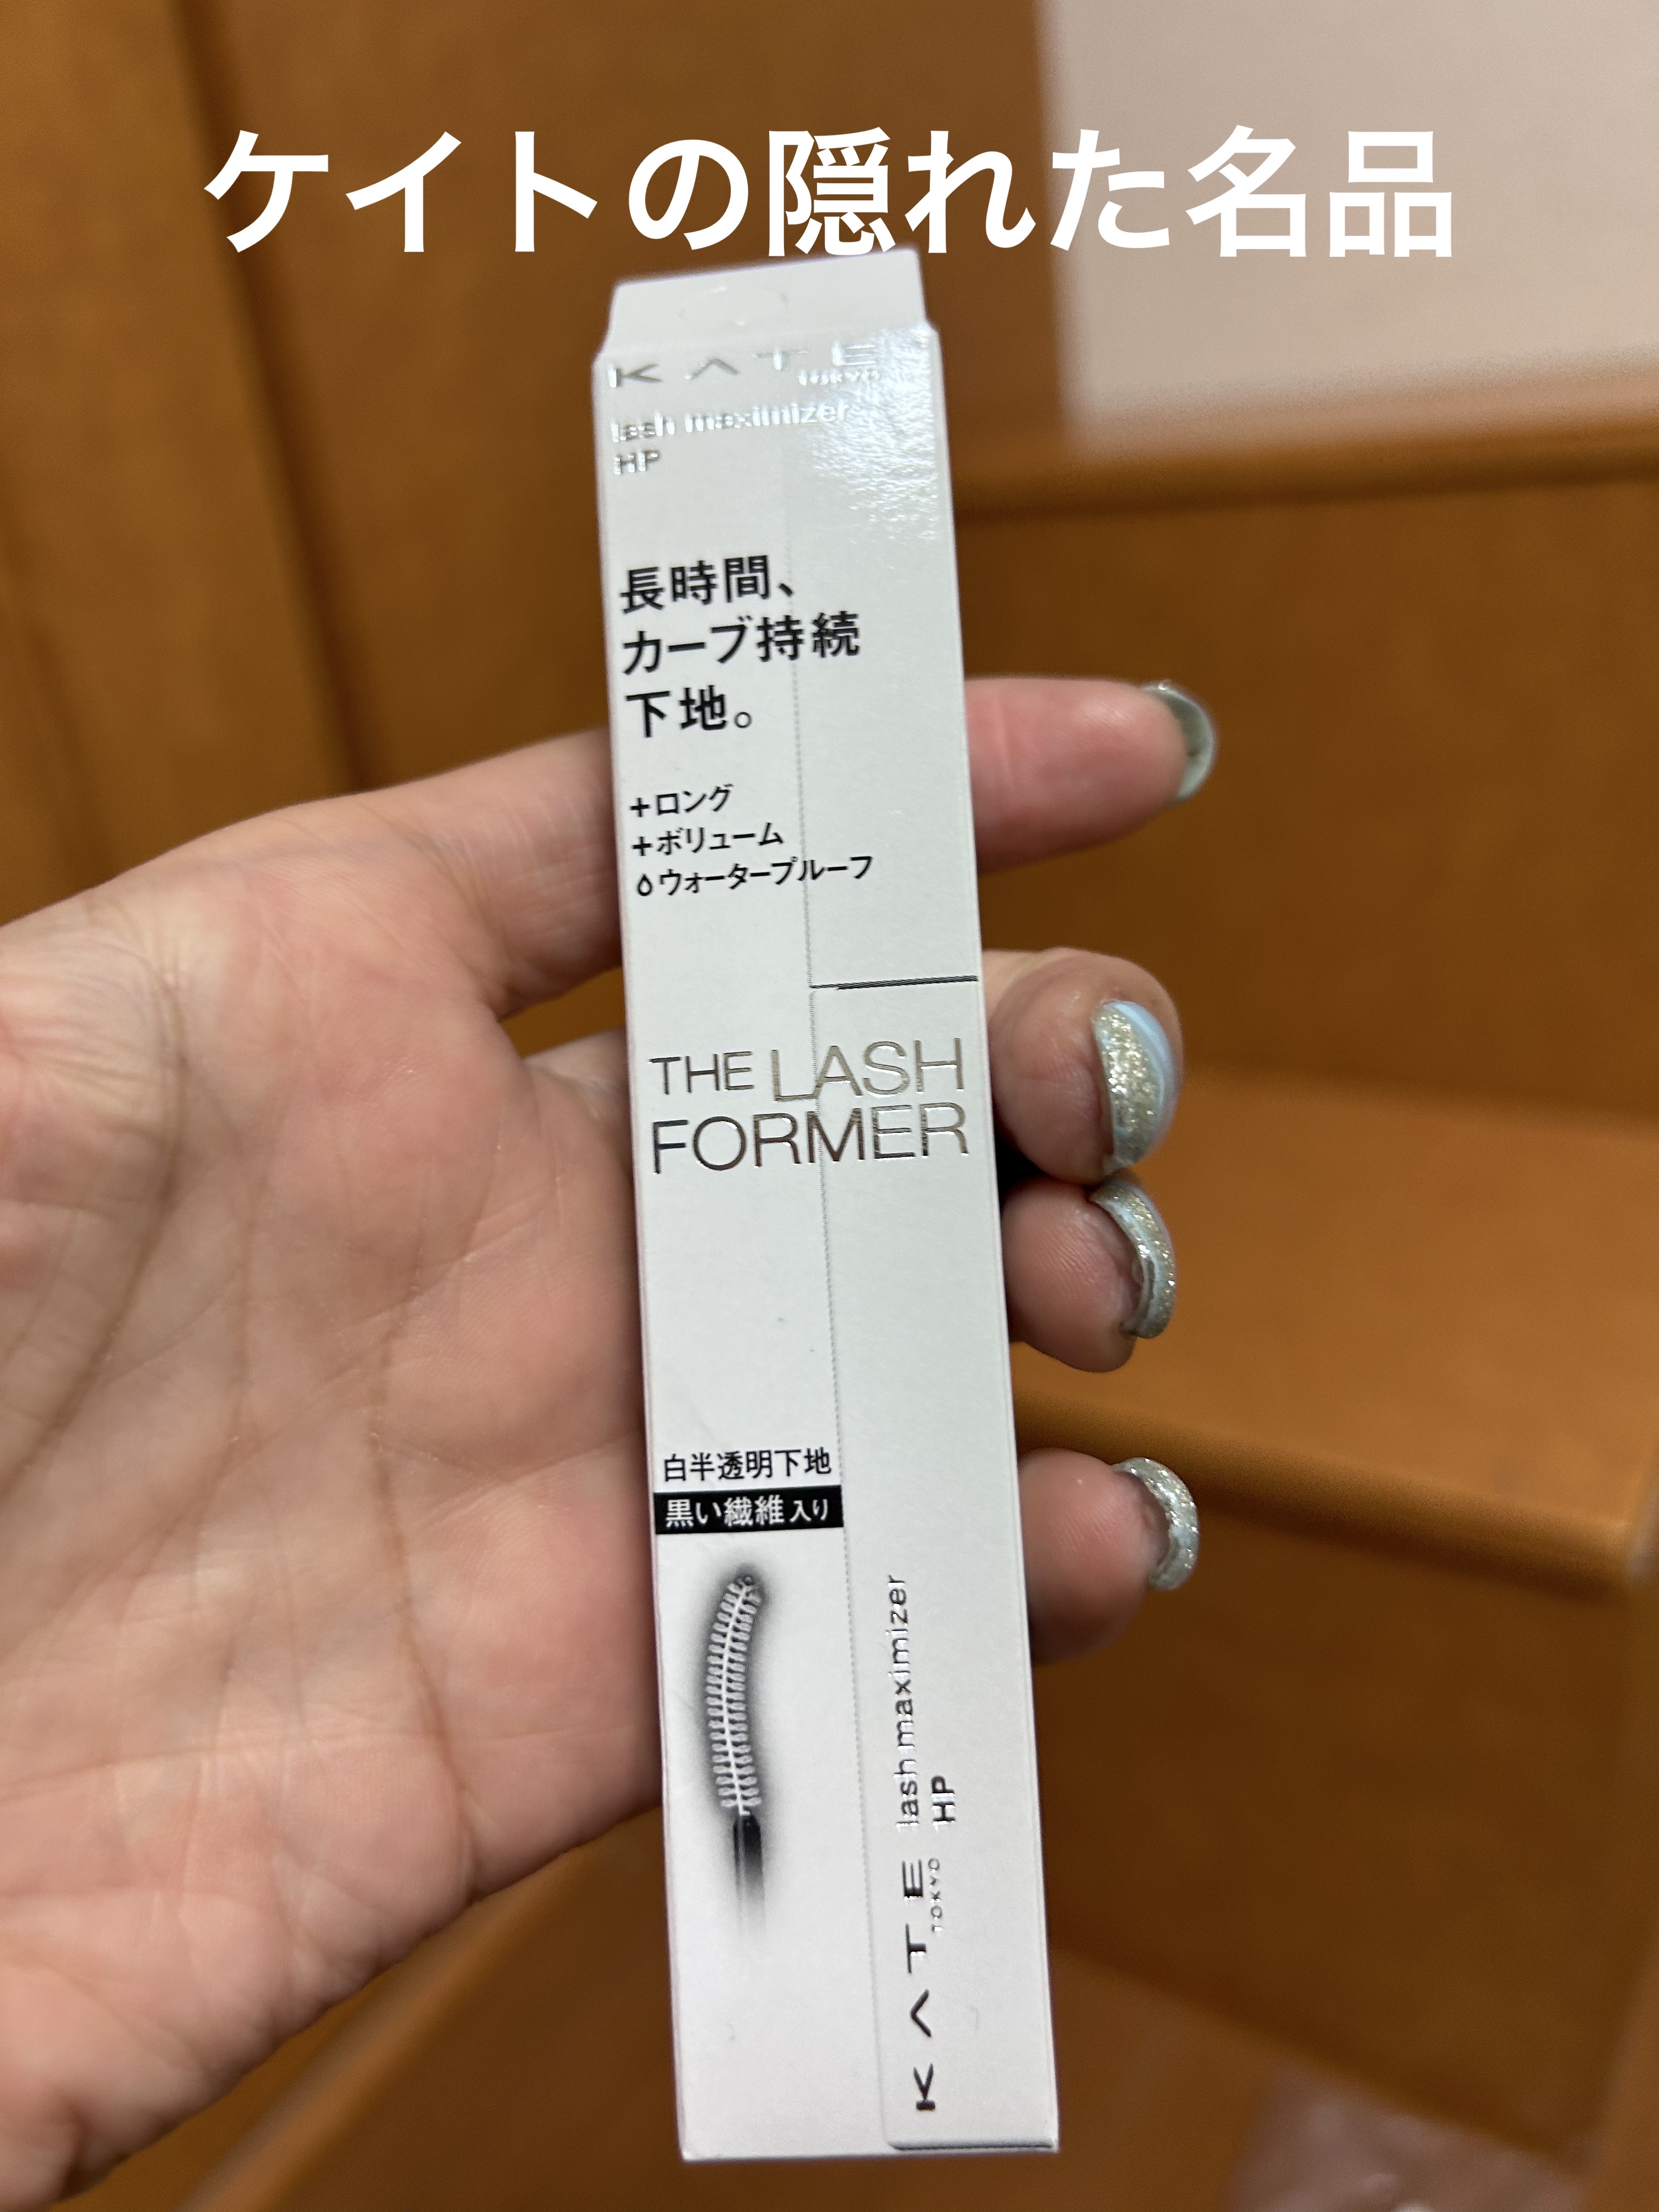 ケイトの隠れた名品
KATE
TOKYO
lash maximizer
HP
長時間、
カーブ持続
下地。
+ロング
+ボリューム
ウォータープルーフ
THE LASH
FORMER
白半透明下地
黒い繊維入り
KATE
TOKYO
lash maximizer
HP